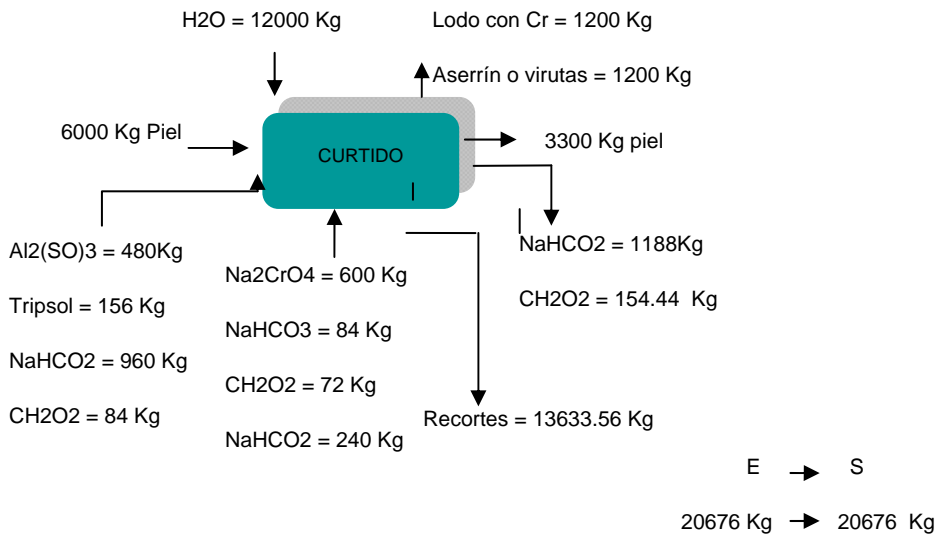 H2O = 12000 Kg
Lodo con Cr = 1200 Kg
Aserrín o virutas = 1200 Kg
6000 Kg Piel
CURTIDO
3300 Kg piel
Al2(SO)3 = 480Kg
Tripsol = 156 Kg
NaHCO2 = 960 Kg
CH2O2 = 84 Kg
Na2CrO4 = 600 Kg
NaHCO3 = 84 Kg
CH2O2 = 72 Kg
NaHCO2 = 240 Kg
NaHCO2 = 1188Kg
CH2O2 = 154.44 Kg
Recortes = 13633.56 Kg
E S
20676 Kg 20676 Kg